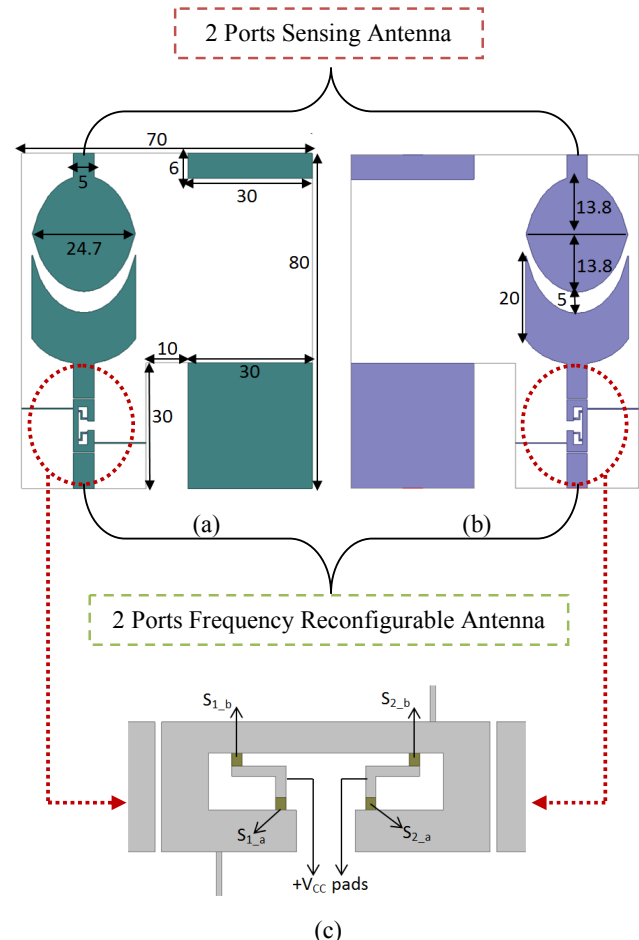 2 Ports Sensing Antenna
70
5
6
30
24.7
80
10
30
30
13.8
13.8
20
5
(a)
(b)
2 Ports Frequency Reconfigurable Antenna
S1_b
S2_b
S1_a
S2_a
+VCC pads
(c)